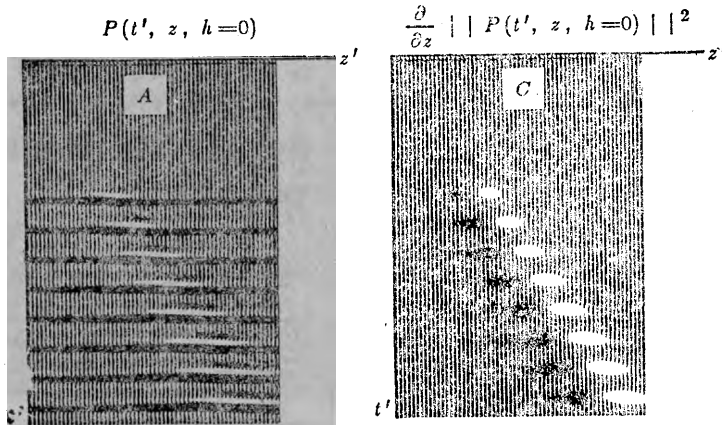 P(t', z, h=0)
∂/∂z || P(t', z, h=0) ||²
z'
z
A
C
t'